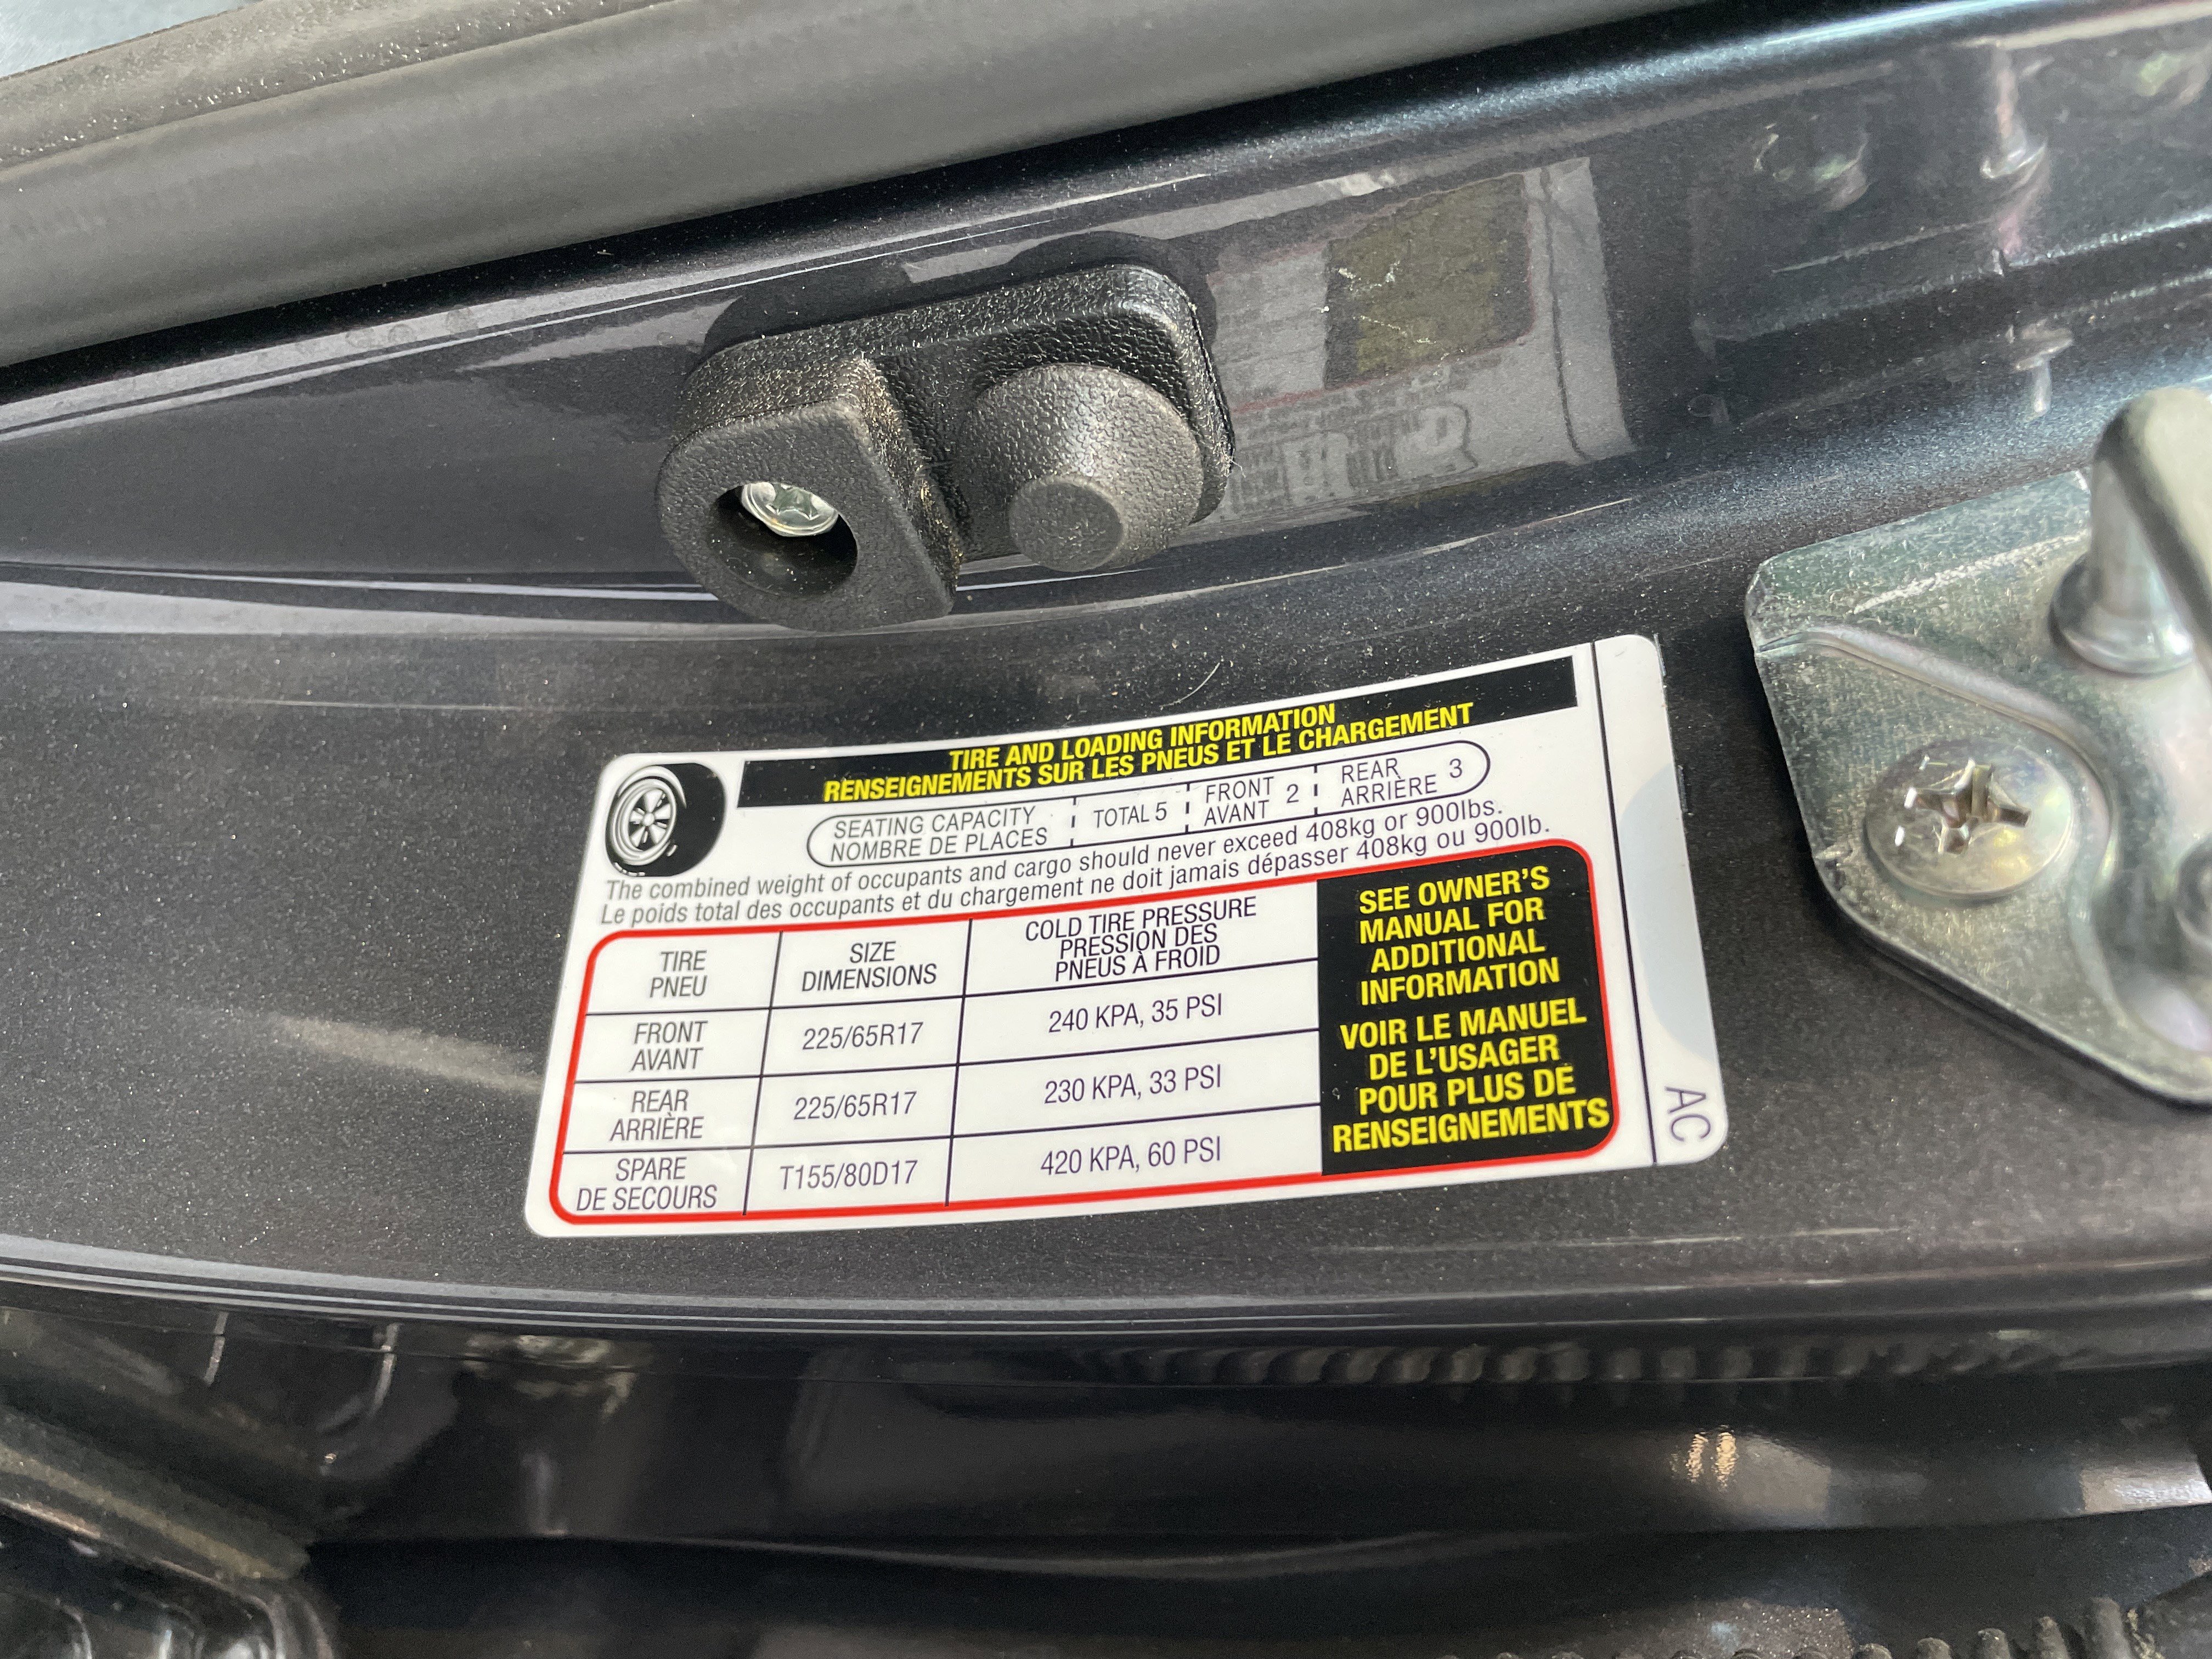 TIRE AND LOADING INFORMATION
RENSEIGNEMENTS SUR LES PNEUS ET LE CHARGEMENT
SEATING CAPACITY
NOMBRE DE PLACES
TOTAL 5
FRONT
AVANT
2
REAR
ARRIÈRE
3
The combined weight of occupants and cargo should never exceed 408kg or 900lbs.
Le poids total des occupants et du chargement ne doit jamais dépasser 408kg ou 900lb.
TIRE
PNEU
SIZE
DIMENSIONS
COLD TIRE PRESSURE
PRESSION DES
PNEUS À FROID
FRONT
AVANT
225/65R17
240 KPA, 35 PSI
REAR
ARRIÈRE
225/65R17
230 KPA, 33 PSI
SPARE
DE SECOURS
T155/80D17
420 KPA, 60 PSI
SEE OWNER'S
MANUAL FOR
ADDITIONAL
INFORMATION
VOIR LE MANUEL
DE L'USAGER
POUR PLUS DE
RENSEIGNEMENTS
AC